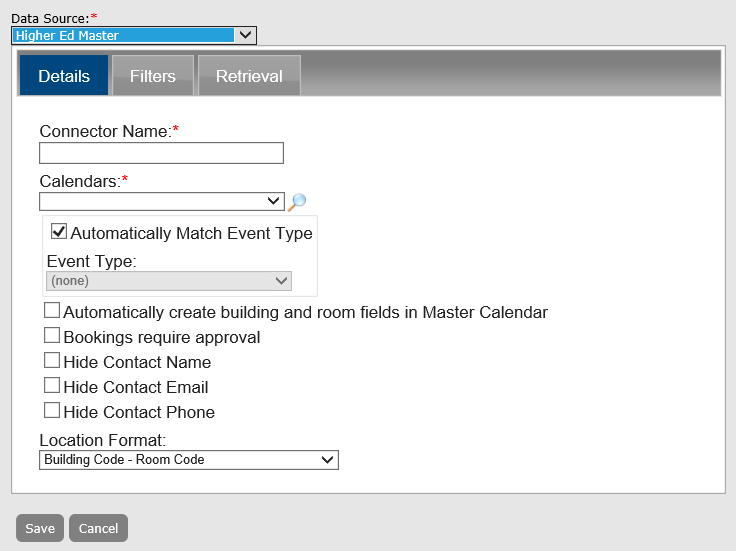 Data Source:*
Higher Ed Master
Details Filters Retrieval
Connector Name:*
Calendars:*
Automatically Match Event Type
Event Type:
(none)
Automatically create building and room fields in Master Calendar
Bookings require approval
Hide Contact Name
Hide Contact Email
Hide Contact Phone
Location Format:
Building Code - Room Code
Save Cancel